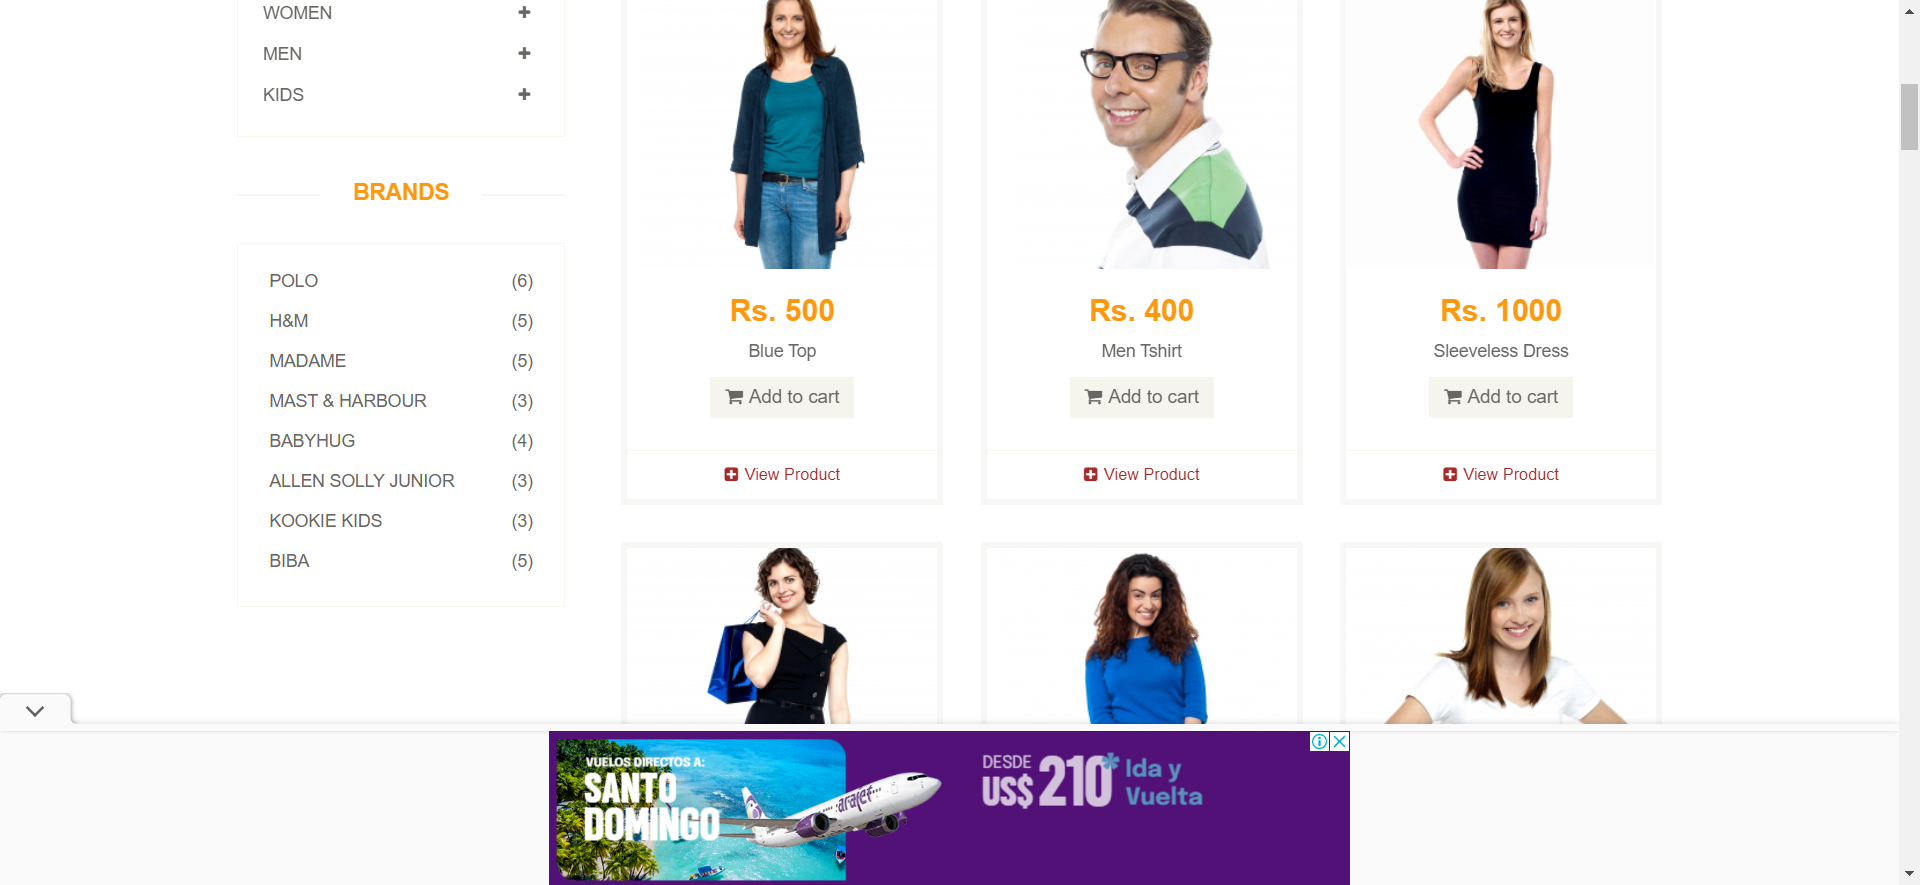 WOMEN
MEN
KIDS
BRANDS
POLO (6)
H&M (5)
MADAME (5)
MAST & HARBOUR (3)
BABYHUG (4)
ALLEN SOLLY JUNIOR (3)
KOOKIE KIDS (3)
BIBA (5)
Rs. 500
Blue Top
Add to cart
View Product
Rs. 400
Men Tshirt
Add to cart
View Product
Rs. 1000
Sleeveless Dress
Add to cart
View Product
VUELOS DIRECTOS A:
SANTO
DOMINGO
arajet
DESDE
US$ 210*
Ida y
Vuelta